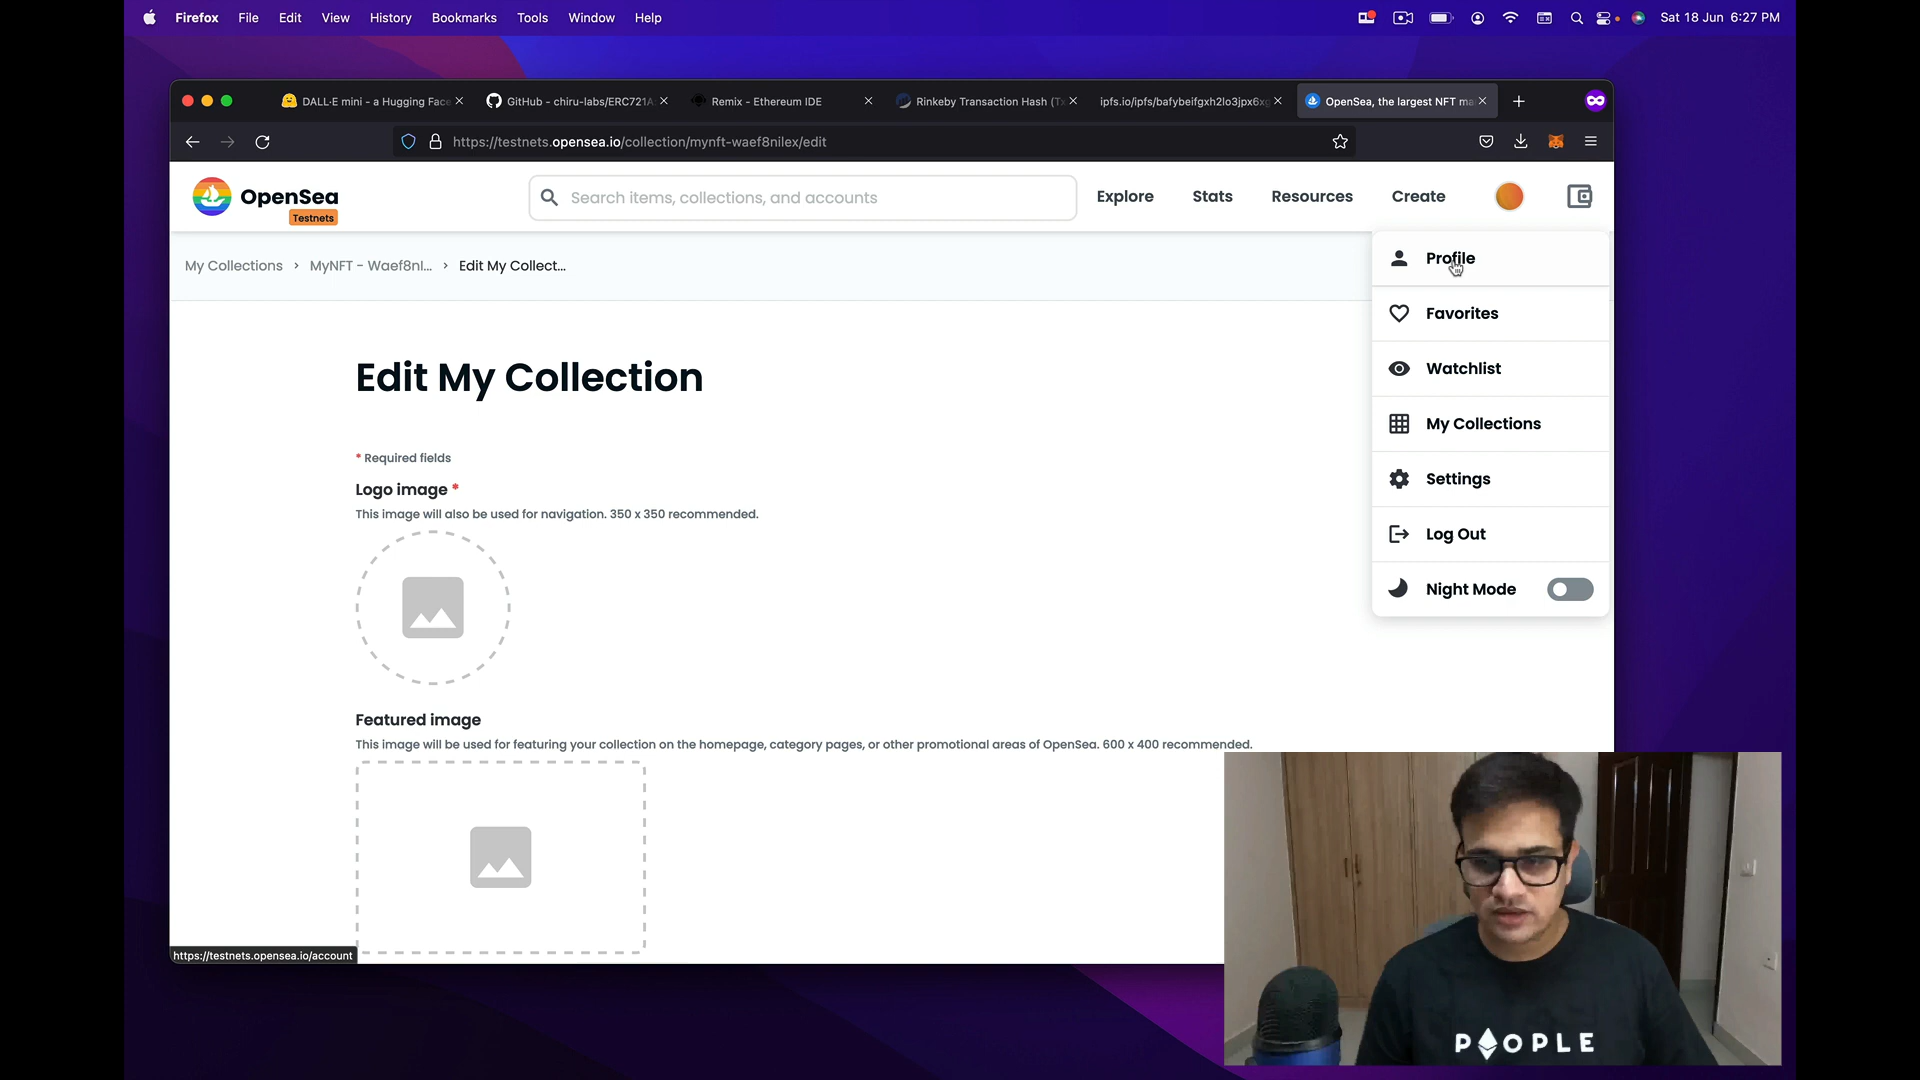 Firefox File Edit View History Bookmarks Tools Window Help Sat 18 Jun 6:27 PM
DALL·E mini - a Hugging Face GitHub - chiru-labs/ERC721A Remix - Ethereum IDE Rinkeby Transaction Hash (Tx ipfs.io/ipfs/bafybeifgxh2lo3jpx6xg OpenSea, the largest NFT ma
https://testnets.opensea.io/collection/mynft-waef8nilex/edit
OpenSea
Testnets
Search items, collections, and accounts
Explore Stats Resources Create
My Collections > MyNFT - Waef8nI... > Edit My Collect...
Profile
Favorites
Watchlist
My Collections
Settings
Log Out
Night Mode
Edit My Collection
* Required fields
Logo image *
This image will also be used for navigation. 350 x 350 recommended.
Featured image
This image will be used for featuring your collection on the homepage, category pages, or other promotional areas of OpenSea. 600 x 400 recommended.
https://testnets.opensea.io/account
P OPLE